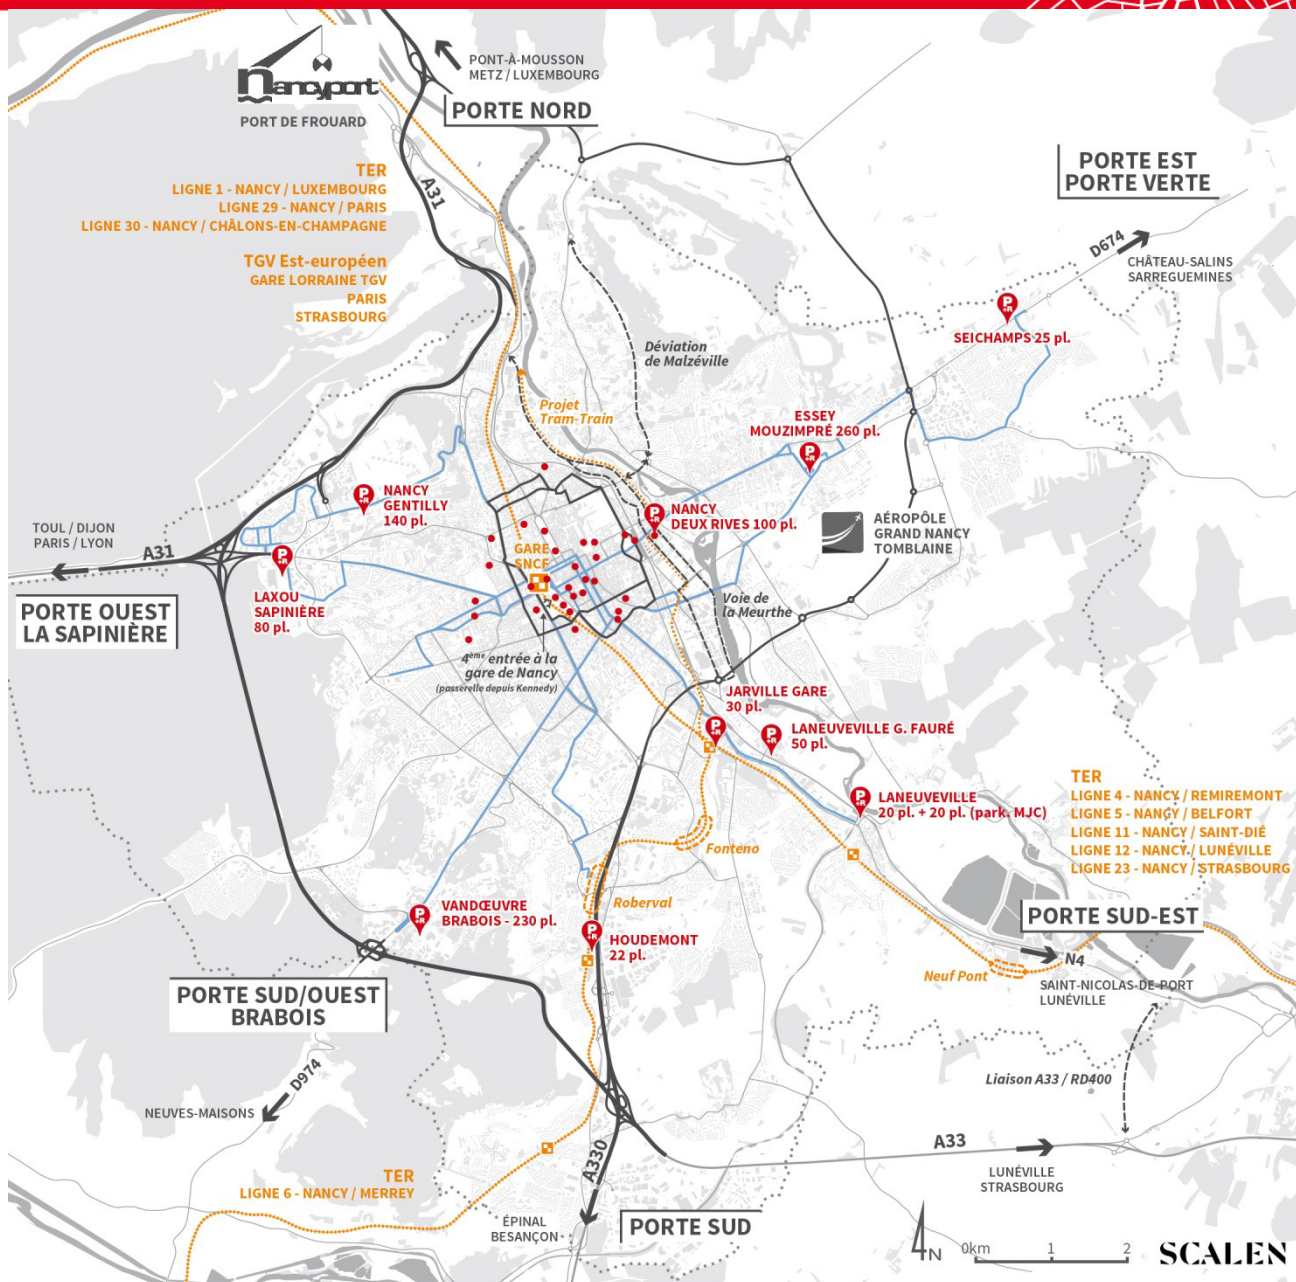 nancyport
PORT DE FROUARD
PONT-À-MOUSSON
METZ / LUXEMBOURG
PORTE NORD
A31
TER
LIGNE 1 - NANCY / LUXEMBOURG
LIGNE 29 - NANCY / PARIS
LIGNE 30 - NANCY / CHÂLONS-EN-CHAMPAGNE
TGV Est-européen
GARE LORRAINE TGV
PARIS
STRASBOURG
PORTE EST
PORTE VERTE
D674
CHÂTEAU-SALINS
SARREGUEMINES
P+R
SEICHAMPS 25 pl.
Déviation
de Malzéville
Projet
Tram-Train
ESSEY
MOUZIMPRÉ 260 pl.
P+R
P+R
NANCY
GENTILLY
140 pl.
P+R
NANCY
DEUX RIVES 100 pl.
AÉROPÔLE
GRAND NANCY
TOMBLAINE
TOUL / DIJON
PARIS / LYON
A31
PORTE OUEST
LA SAPINIÈRE
P+R
LAXOU
SAPINIÈRE
80 pl.
GARE
SNCF
Voie de
la Meurthe
4ème entrée à la
gare de Nancy
(passerelle depuis Kennedy)
JARVILLE GARE
30 pl.
P+R
P+R
LANEUVEVILLE G. FAURÉ
50 pl.
P+R
LANEUVEVILLE
20 pl. + 20 pl. (park. MJC)
TER
LIGNE 4 - NANCY / REMIREMONT
LIGNE 5 - NANCY / BELFORT
LIGNE 11 - NANCY / SAINT-DIÉ
LIGNE 12 - NANCY / LUNÉVILLE
LIGNE 23 - NANCY / STRASBOURG
Fonteno
Roberval
P+R
VANDŒUVRE
BRABOIS - 230 pl.
P+R
HOUDEMONT
22 pl.
PORTE SUD-EST
N4
Neuf Pont
SAINT-NICOLAS-DE-PORT
LUNÉVILLE
PORTE SUD/OUEST
BRABOIS
D974
NEUVES-MAISONS
Liaison A33 / RD400
A33
LUNÉVILLE
STRASBOURG
TER
LIGNE 6 - NANCY / MERREY
A330
ÉPINAL
BESANÇON
PORTE SUD
N
0km 1 2
SCALEN